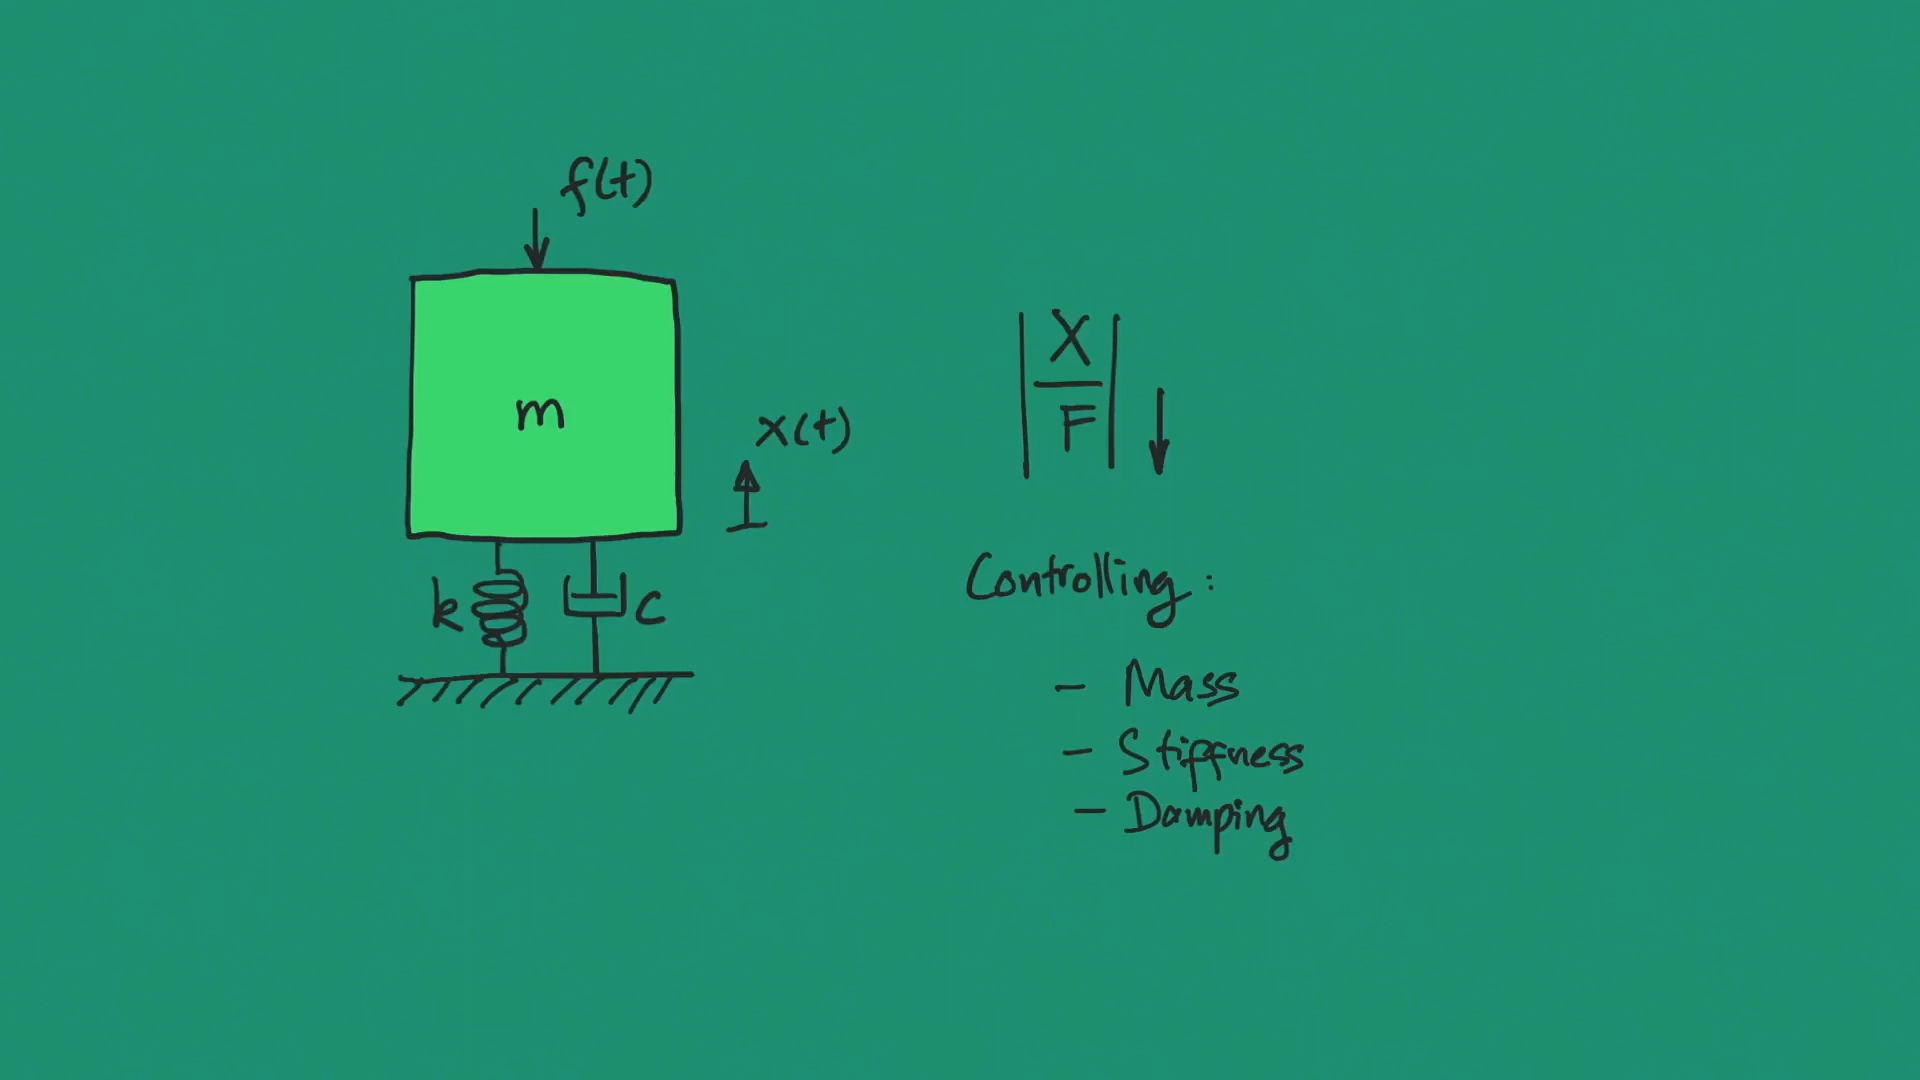 f(t)
m
x(t)
k
c
|X/F| ↓
Controlling :
- Mass
- Stiffness
- Damping